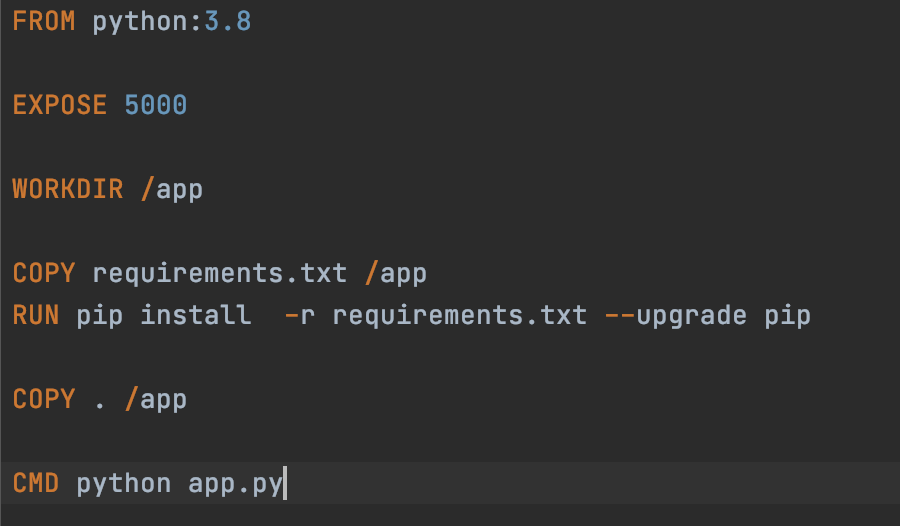 FROM python:3.8
EXPOSE 5000
WORKDIR /app
COPY requirements.txt /app
RUN pip install  -r requirements.txt --upgrade pip
COPY . /app
CMD python app.py